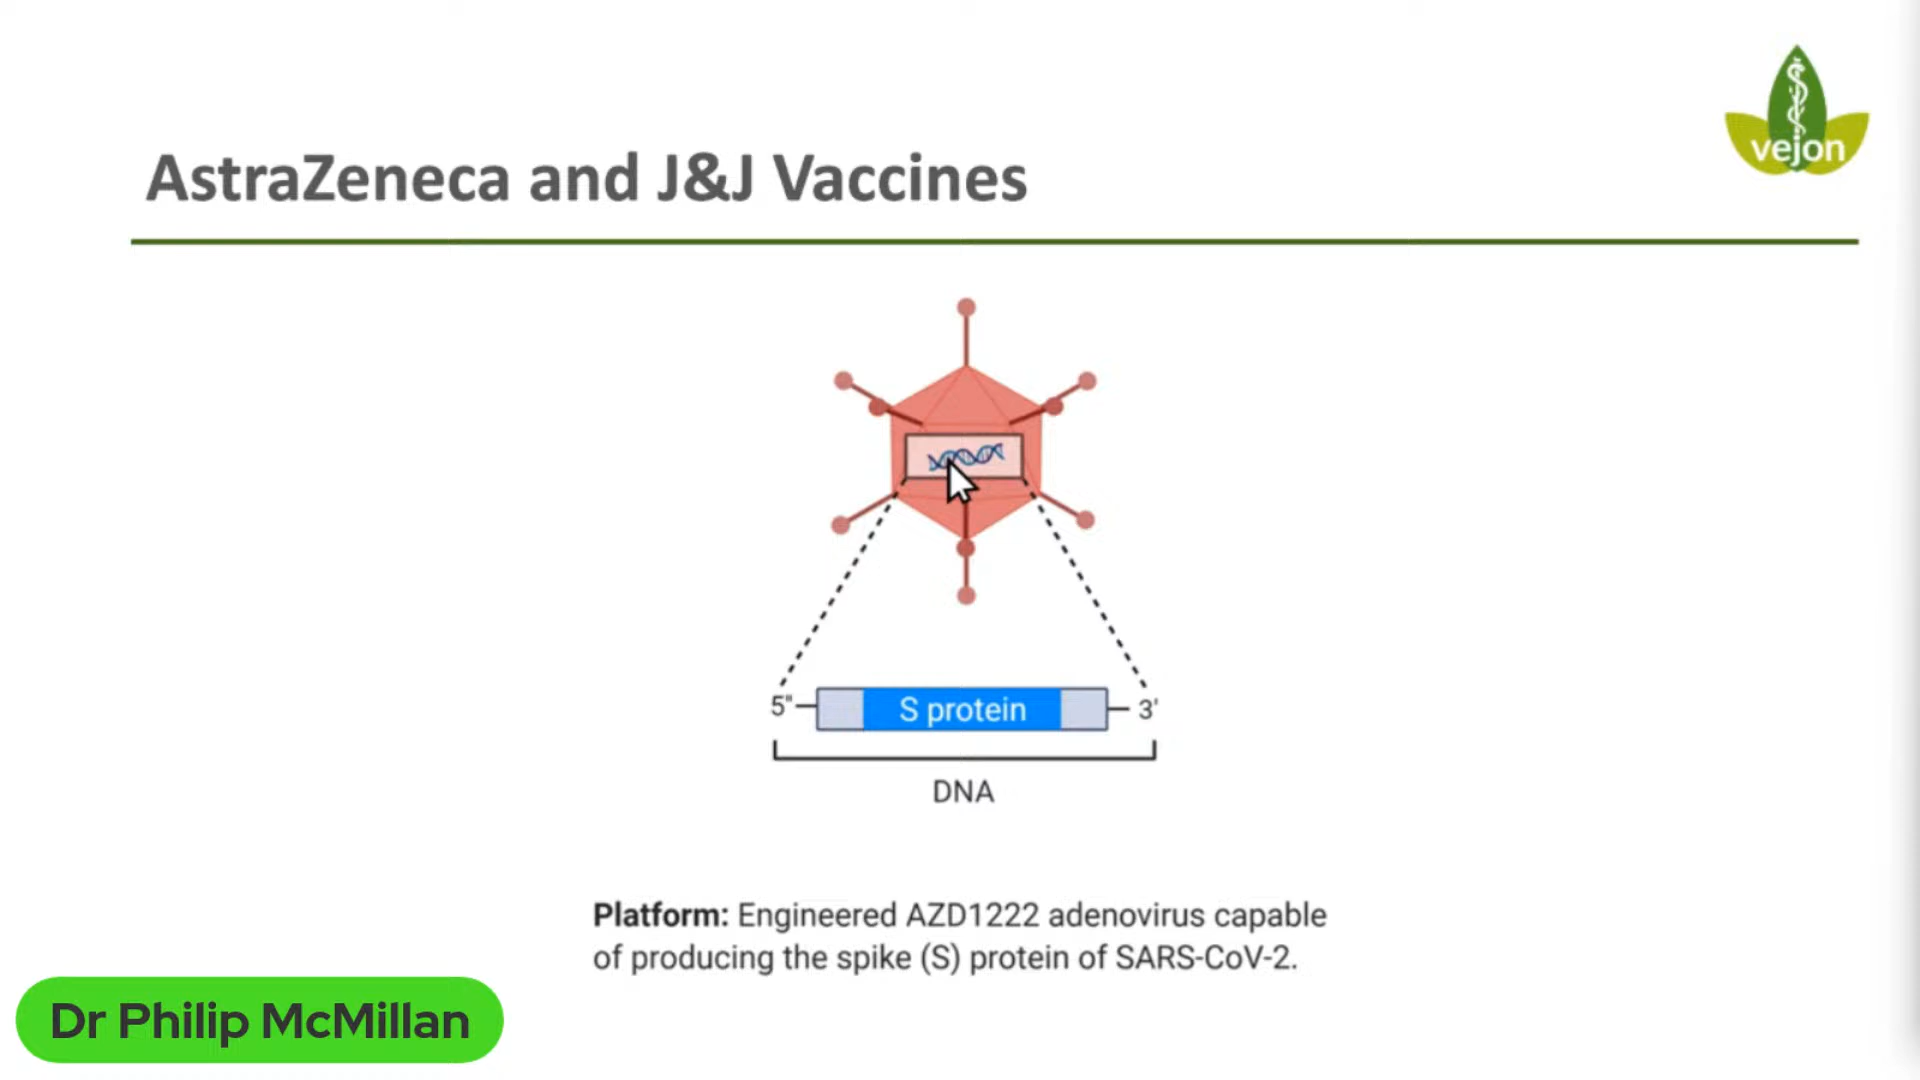 vejon
AstraZeneca and J&J Vaccines
5"
S protein
3'
DNA
Platform: Engineered AZD1222 adenovirus capable
of producing the spike (S) protein of SARS-CoV-2.
Dr Philip McMillan